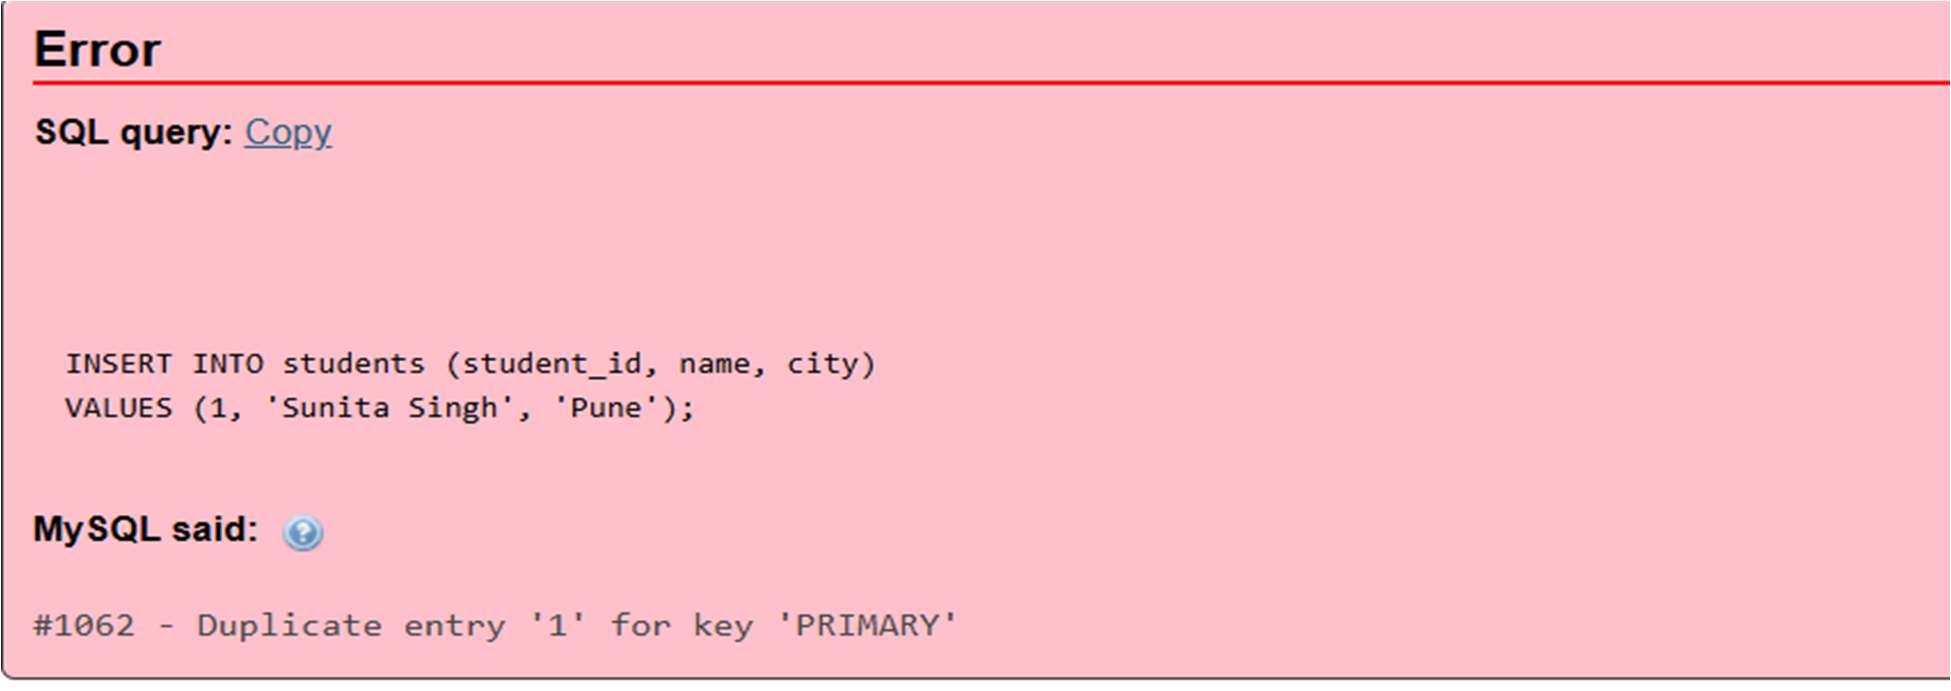 Error
SQL query: Copy
INSERT INTO students (student_id, name, city)
VALUES (1, 'Sunita Singh', 'Pune');
MySQL said: ?
#1062 - Duplicate entry '1' for key 'PRIMARY'